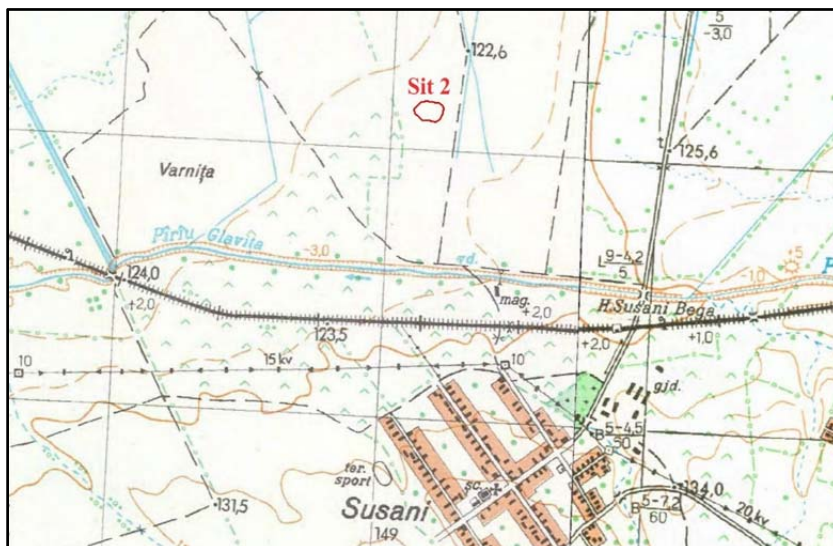 5
-3,0
122,6
Sit 2
125,6
Varnița
Pîrîu Glavița
-3,0
vd.
9-4,2
5
-1,0
+5
124,0
+2,0
mag.
+2,0
H.Susani Bega
123,5
+2,0
+1,0
10
15 kv
10
gjd.
B 5-4,5
50
ter.
sport
sc.
134,0
131,5
Susani
B 5-7,2
60
20 kv
149